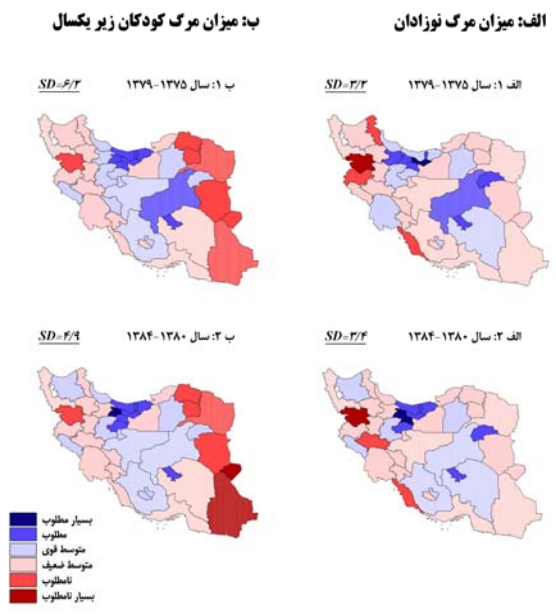 الف: میزان مرگ نوزادان
ب: میزان مرگ کودکان زیر یکسال
الف ۱: سال ۱۳۷۵-۱۳۷۹
SD=۳/۳
ب ۱: سال ۱۳۷۵-۱۳۷۹
SD=۶/۲
الف ۲: سال ۱۳۸۰-۱۳۸۴
SD=۳/۴
ب ۲: سال ۱۳۸۰-۱۳۸۴
SD=۴/۹
بسیار مطلوب
مطلوب
متوسط قوی
متوسط ضعیف
نامطلوب
بسیار نامطلوب